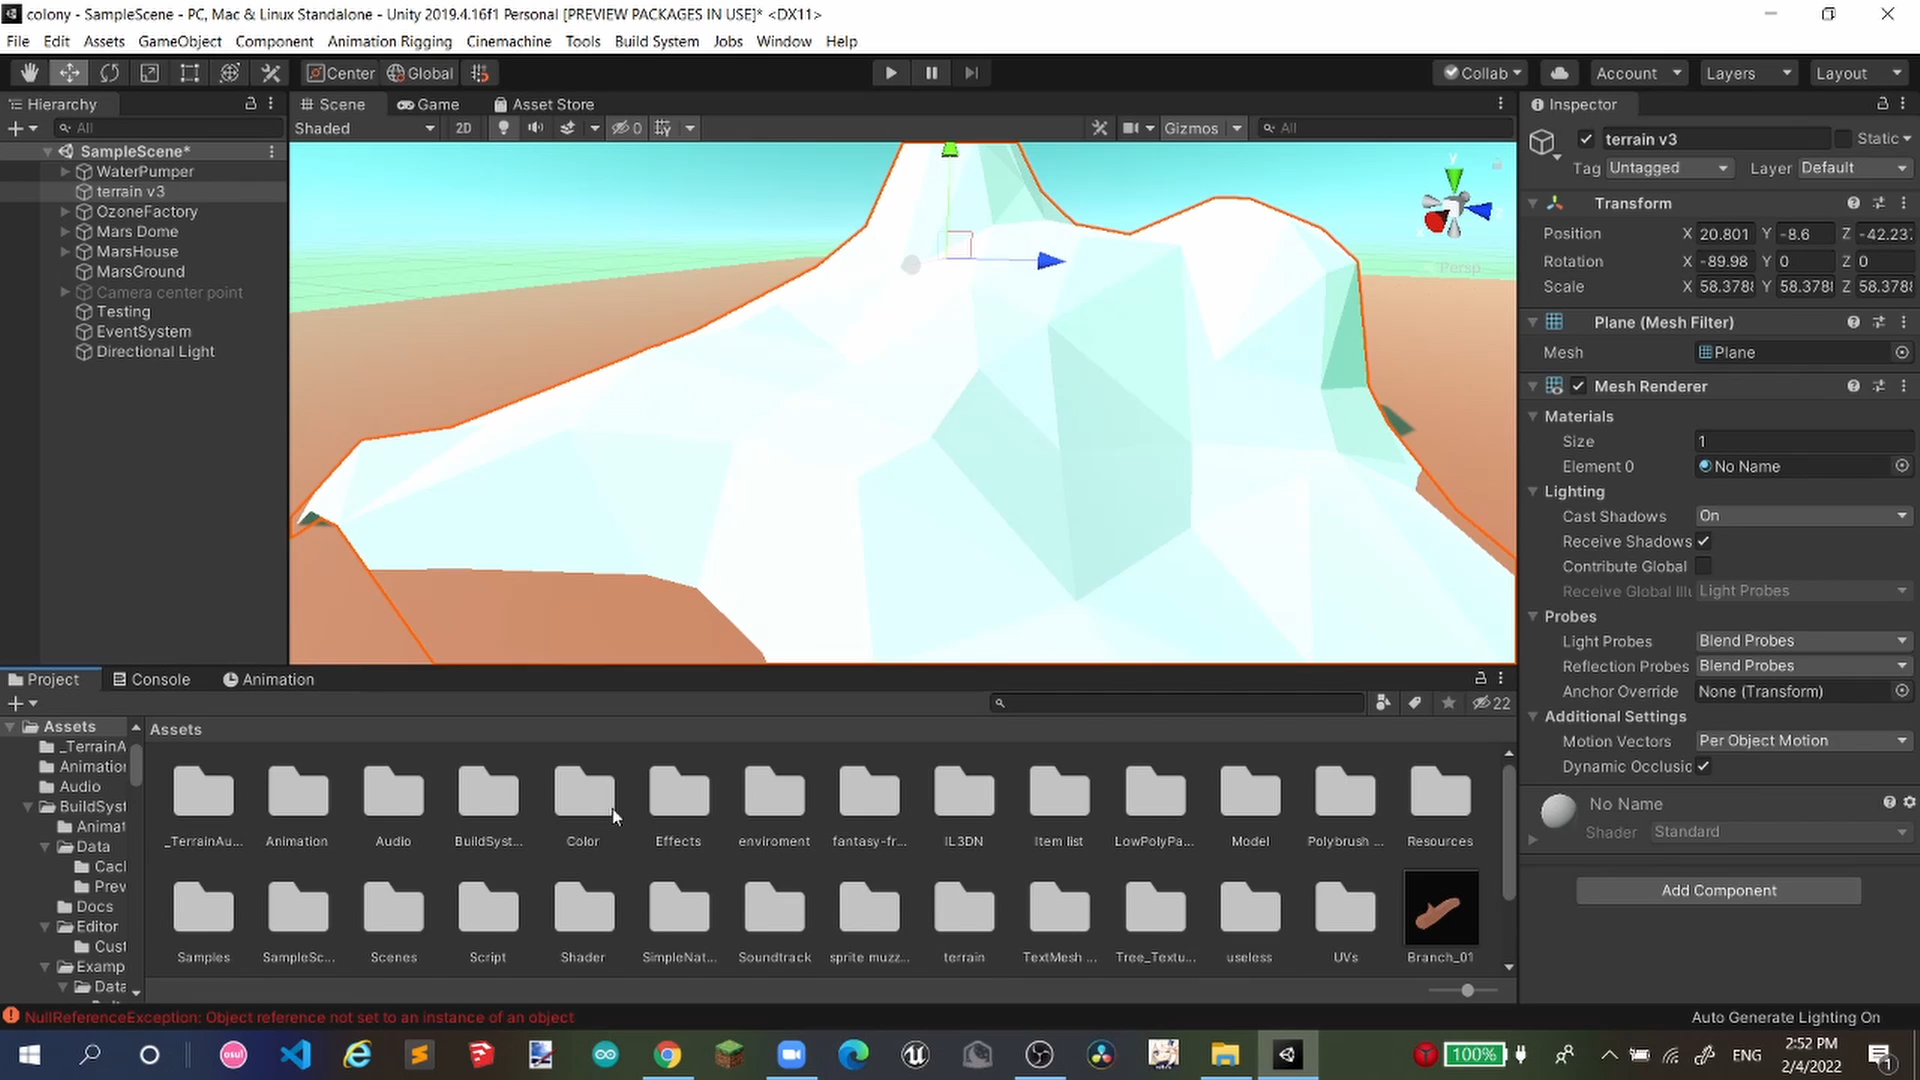 colony - SampleScene - PC, Mac & Linux Standalone - Unity 2019.4.16f1 Personal [PREVIEW PACKAGES IN USE]* <DX11>
File Edit Assets GameObject Component Animation Rigging Cinemachine Tools Build System Jobs Window Help
Center Global Collab Account Layers Layout
Hierarchy
All
SampleScene*
WaterPumper
terrain v3
OzoneFactory
Mars Dome
MarsHouse
MarsGround
Camera center point
Testing
EventSystem
Directional Light
Scene Game Asset Store
Shaded 2D 0 Gizmos All
y
Persp
Inspector
terrain v3 Static
Tag Untagged Layer Default
Transform
Position X 20.801 Y -8.6 Z -42.23
Rotation X -89.98 Y 0 Z 0
Scale X 58.378 Y 58.378 Z 58.378
Plane (Mesh Filter)
Mesh Plane
Mesh Renderer
Materials
Size 1
Element 0 No Name
Lighting
Cast Shadows On
Receive Shadows
Contribute Global
Receive Global Illu Light Probes
Probes
Light Probes Blend Probes
Reflection Probes Blend Probes
Anchor Override None (Transform)
Additional Settings
Motion Vectors Per Object Motion
Dynamic Occlusic
No Name
Shader Standard
Add Component
Project Console Animation
22
Assets
_TerrainA
Animation
Audio
BuildSyst
Animat
Data
Cacl
Prev
Docs
Editor
Cust
Examp
Data
Assets
_TerrainAu... Animation Audio BuildSyst... Color Effects enviroment fantasy-fr... IL3DN Item list LowPolyPa... Model Polybrush ... Resources
Samples SampleSc... Scenes Script Shader SimpleNat... Soundtrack sprite muzz... terrain TextMesh ... Tree_Textu... useless UVs Branch_01
NullReferenceException: Object reference not set to an instance of an object
Auto Generate Lighting On
osu!
100%
ENG
2:52 PM
2/4/2022
1